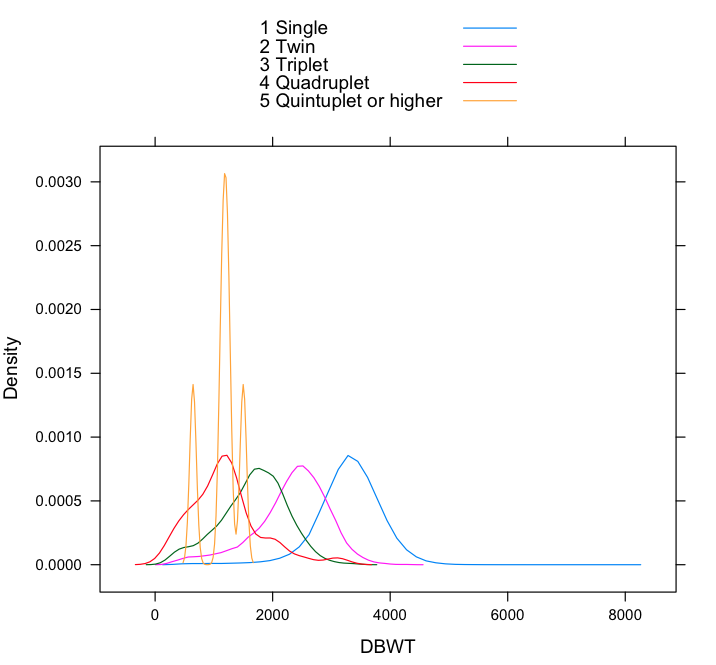 1 Single
2 Twin
3 Triplet
4 Quadruplet
5 Quintuplet or higher
0.0030
0.0025
0.0020
0.0015
0.0010
0.0005
0.0000
Density
0 2000 4000 6000 8000
DBWT